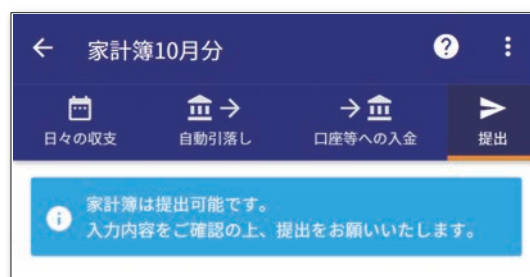 家計簿10月分
日々の収支
自動引落し
口座等への入金
提出
家計簿は提出可能です。
入力内容をご確認の上、提出をお願いいたします。